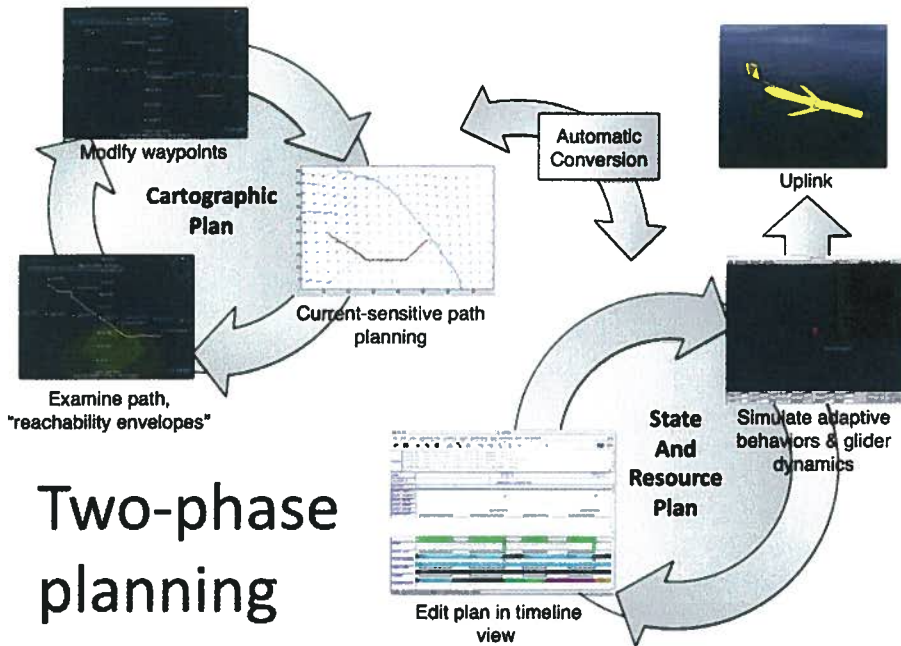 Modify waypoints
Cartographic
Plan
Current-sensitive path
planning
Examine path,
"reachability envelopes"
Automatic
Conversion
Uplink
State
And
Resource
Plan
Simulate adaptive
behaviors & glider
dynamics
Edit plan in timeline
view
Two-phase
planning